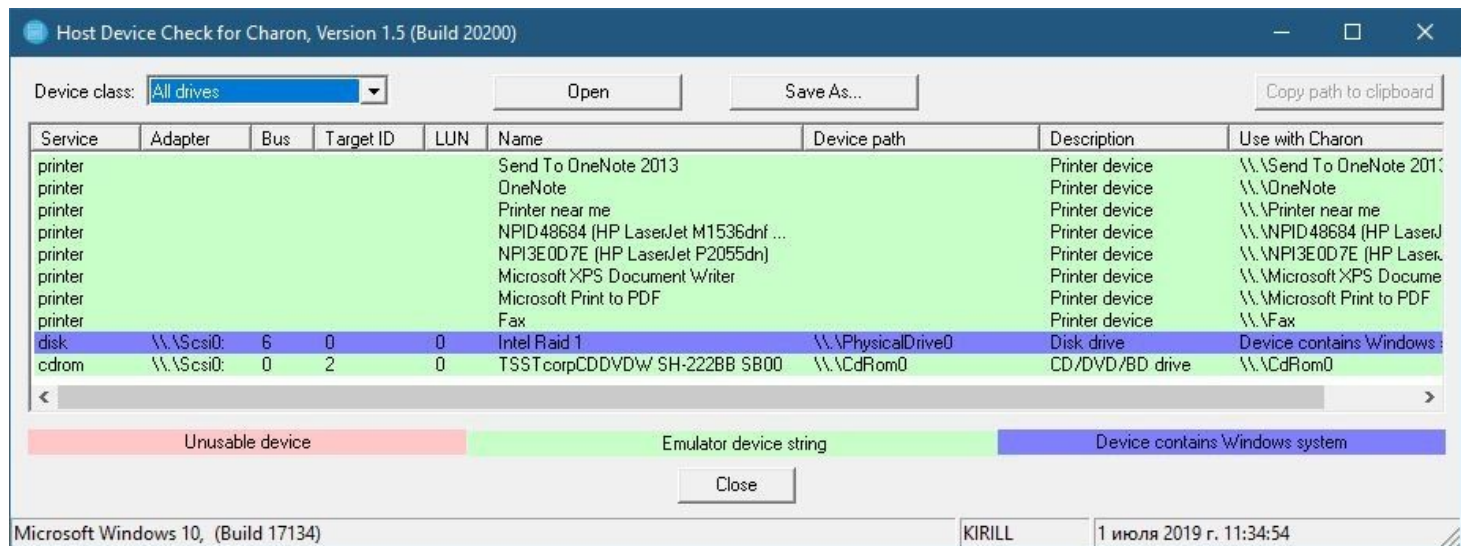 Host Device Check for Charon, Version 1.5 (Build 20200)
Device class: All drives Open Save As... Copy path to clipboard
Service Adapter Bus Target ID LUN Name Device path Description Use with Charon
printer Send To OneNote 2013 Printer device \\.\Send To OneNote 2013
printer OneNote Printer device \\.\OneNote
printer Printer near me Printer device \\.\Printer near me
printer NPID48684 (HP LaserJet M1536dnf ... Printer device \\.\NPID48684 (HP LaserJ
printer NPI3E0D7E (HP LaserJet P2055dn) Printer device \\.\NPI3E0D7E (HP Laser
printer Microsoft XPS Document Writer Printer device \\.\Microsoft XPS Docume
printer Microsoft Print to PDF Printer device \\.\Microsoft Print to PDF
printer Fax Printer device \\.\Fax
disk \\.\Scsi0: 6 0 0 Intel Raid 1 \\.\PhysicalDrive0 Disk drive Device contains Windows
cdrom \\.\Scsi0: 0 2 0 TSSTcorpCDDVDW SH-222BB SB00 \\.\CdRom0 CD/DVD/BD drive \\.\CdRom0
Unusable device Emulator device string Device contains Windows system
Close
Microsoft Windows 10, (Build 17134) KIRILL 1 июля 2019 г. 11:34:54